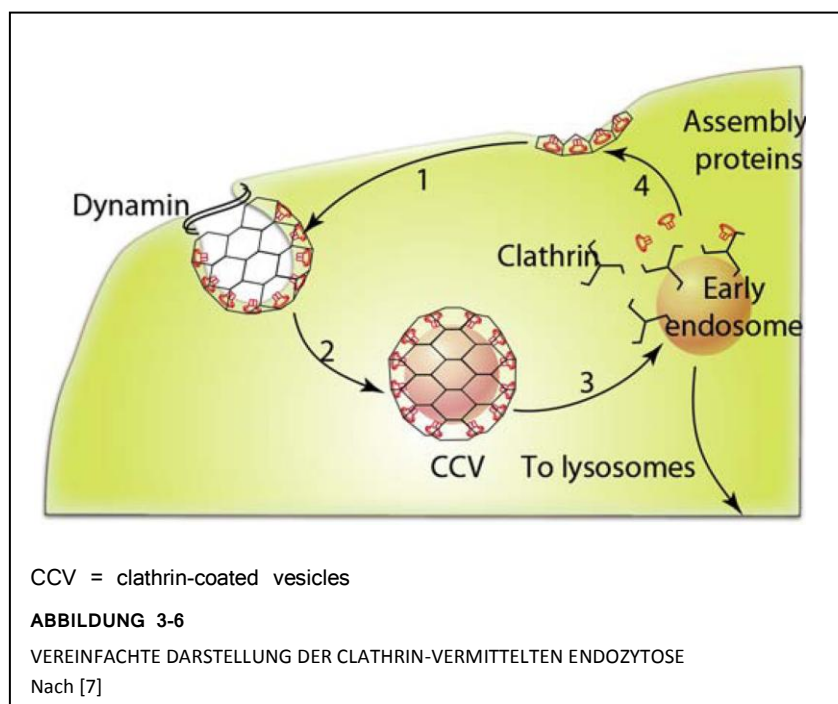 Assembly
proteins
1
4
Dynamin
Clathrin
Early
endosome
2
3
CCV
To lysosomes
CCV = clathrin-coated vesicles
ABBILDUNG 3-6
VEREINFACHTE DARSTELLUNG DER CLATHRIN-VERMITTELTEN ENDOZYTOSE
Nach [7]